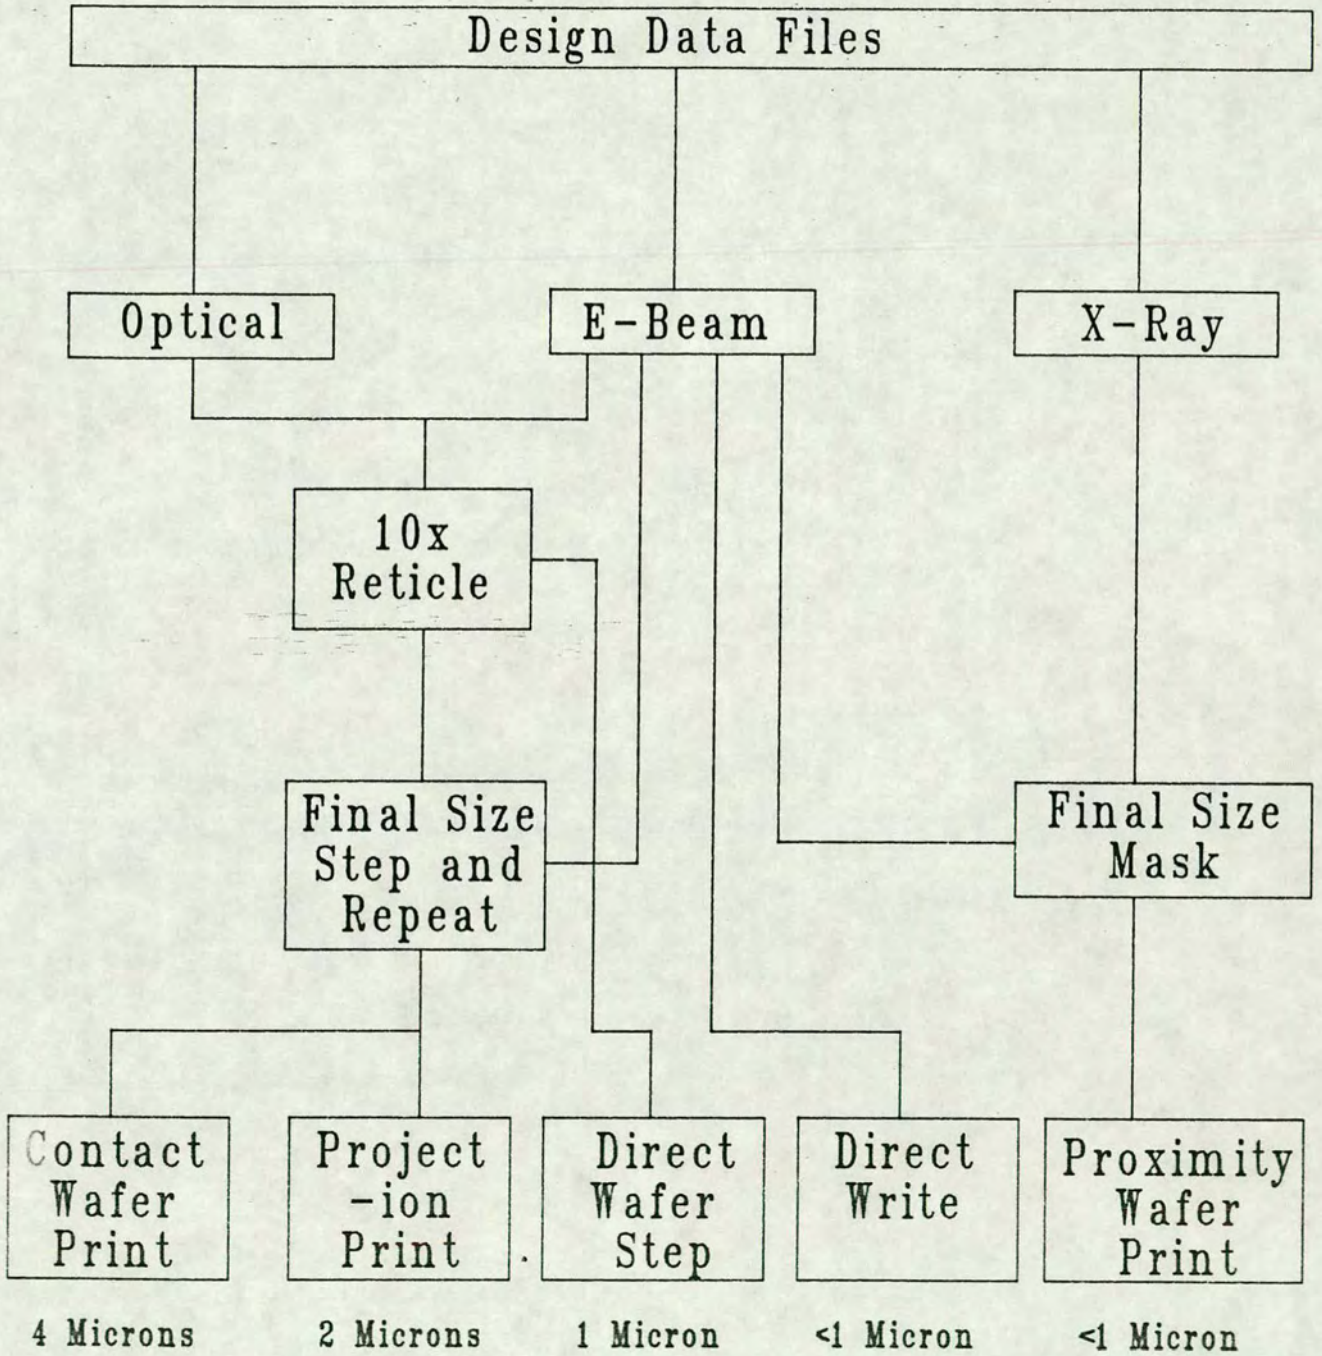 Design Data Files
Optical
E-Beam
X-Ray
10x
Reticle
Final Size
Step and
Repeat
Final Size
Mask
Contact
Wafer
Print
Project
-ion
Print
Direct
Wafer
Step
Direct
Write
Proximity
Wafer
Print
4 Microns
2 Microns
1 Micron
<1 Micron
<1 Micron